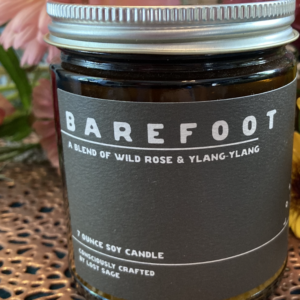 BAREFOOT
A BLEND OF WILD ROSE & YLANG-YLANG
7 OUNCE SOY CANDLE
CONSCIOUSLY CRAFTED
BY LOST SAGE